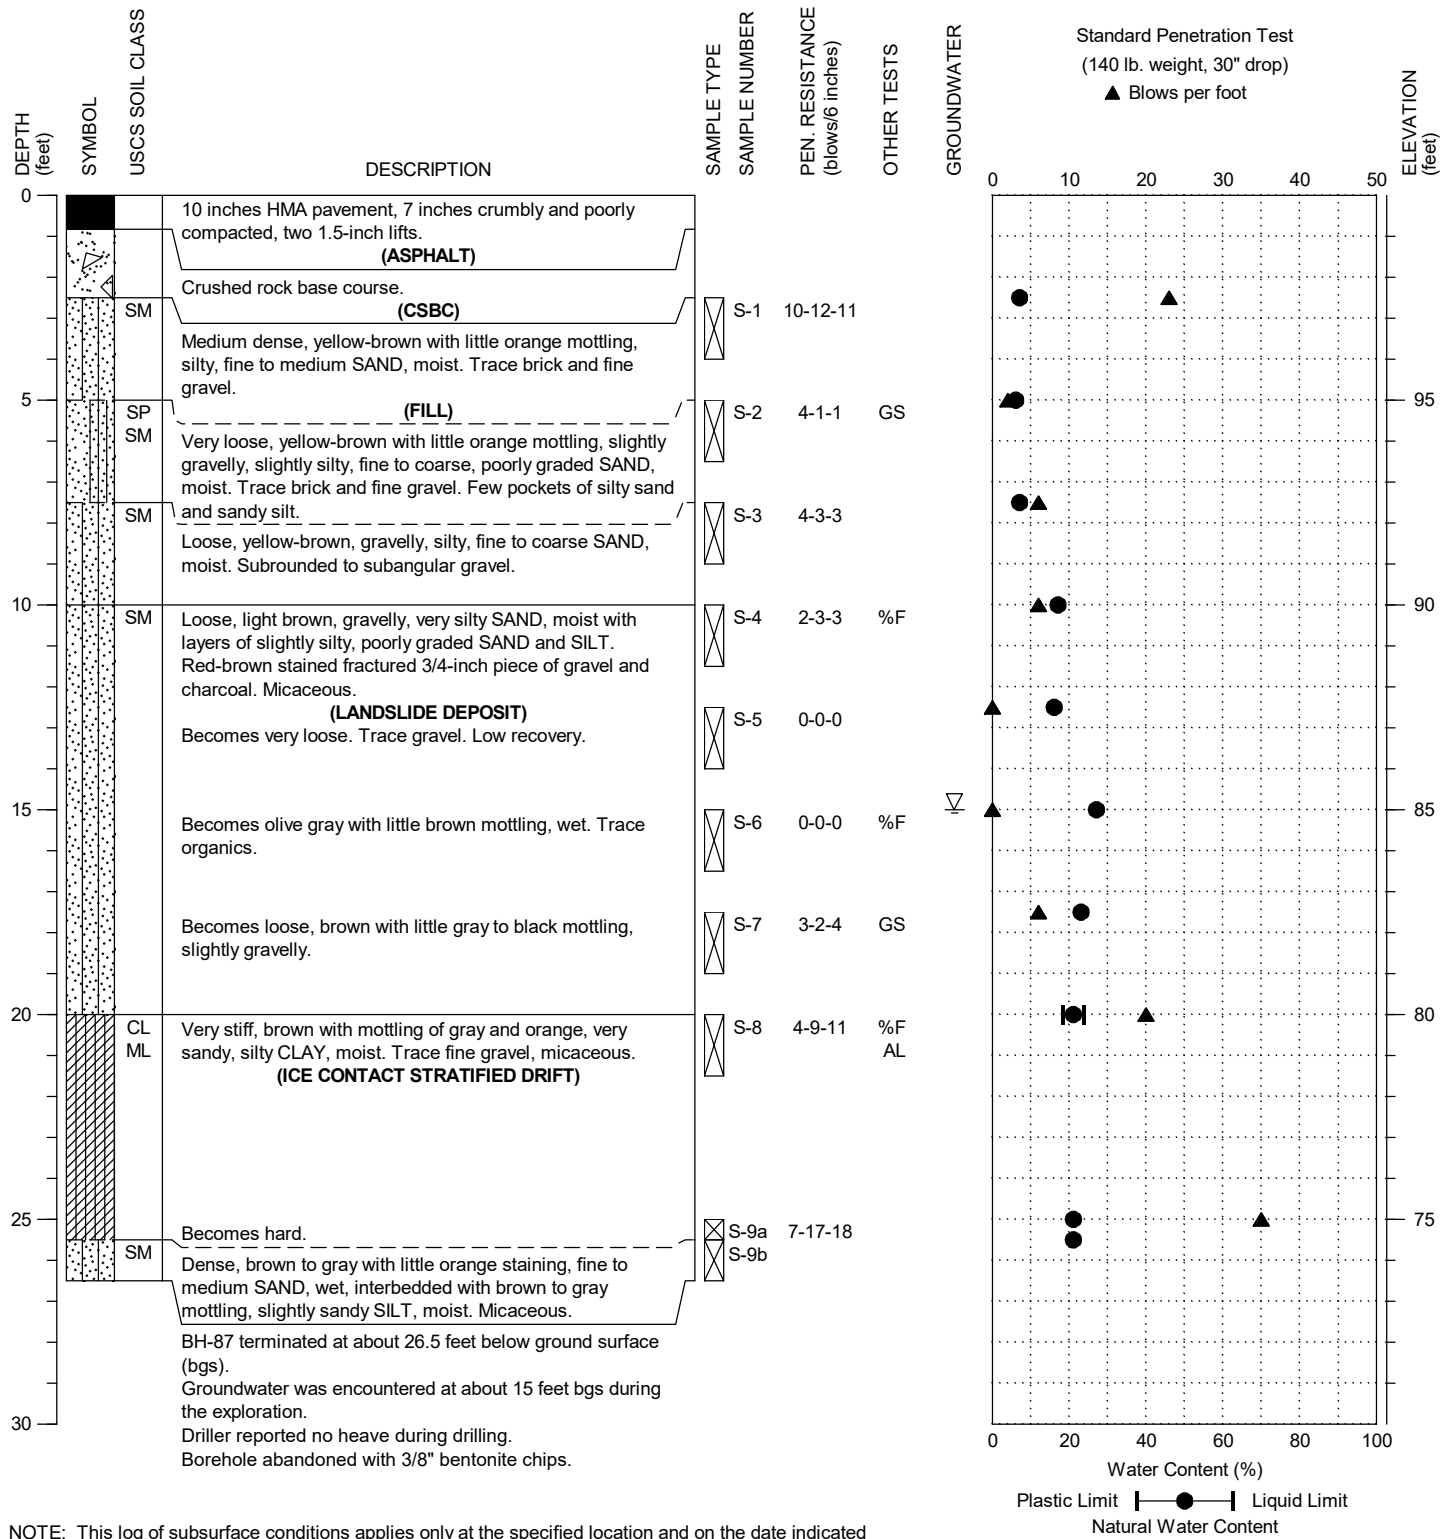 DEPTH
(feet)
SYMBOL
USCS SOIL CLASS
DESCRIPTION
SAMPLE TYPE
SAMPLE NUMBER
PEN. RESISTANCE
(blows/6 inches)
OTHER TESTS
GROUNDWATER
Standard Penetration Test
(140 lb. weight, 30" drop)
▲ Blows per foot
ELEVATION
(feet)
0 10 20 30 40 50
0
10 inches HMA pavement, 7 inches crumbly and poorly
compacted, two 1.5-inch lifts.
(ASPHALT)
Crushed rock base course.
SM (CSBC) S-1 10-12-11
Medium dense, yellow-brown with little orange mottling,
silty, fine to medium SAND, moist. Trace brick and fine
gravel.
5 95
SP (FILL) S-2 4-1-1 GS
SM
Very loose, yellow-brown with little orange mottling, slightly
gravelly, slightly silty, fine to coarse, poorly graded SAND,
moist. Trace brick and fine gravel. Few pockets of silty sand
and sandy silt.
SM S-3 4-3-3
Loose, yellow-brown, gravelly, silty, fine to coarse SAND,
moist. Subrounded to subangular gravel.
10 90
SM Loose, light brown, gravelly, very silty SAND, moist with S-4 2-3-3 %F
layers of slightly silty, poorly graded SAND and SILT.
Red-brown stained fractured 3/4-inch piece of gravel and
charcoal. Micaceous.
(LANDSLIDE DEPOSIT) S-5 0-0-0
Becomes very loose. Trace gravel. Low recovery.
15 85
Becomes olive gray with little brown mottling, wet. Trace S-6 0-0-0 %F
organics.
Becomes loose, brown with little gray to black mottling, S-7 3-2-4 GS
slightly gravelly.
20 80
CL Very stiff, brown with mottling of gray and orange, very S-8 4-9-11 %F
ML sandy, silty CLAY, moist. Trace fine gravel, micaceous. AL
(ICE CONTACT STRATIFIED DRIFT)
25 75
Becomes hard. S-9a 7-17-18
SM S-9b
Dense, brown to gray with little orange staining, fine to
medium SAND, wet, interbedded with brown to gray
mottling, slightly sandy SILT, moist. Micaceous.
BH-87 terminated at about 26.5 feet below ground surface
(bgs).
Groundwater was encountered at about 15 feet bgs during
the exploration.
30
Driller reported no heave during drilling.
Borehole abandoned with 3/8" bentonite chips.
0 20 40 60 80 100
Water Content (%)
Plastic Limit Liquid Limit
Natural Water Content
NOTE: This log of subsurface conditions applies only at the specified location and on the date indicated